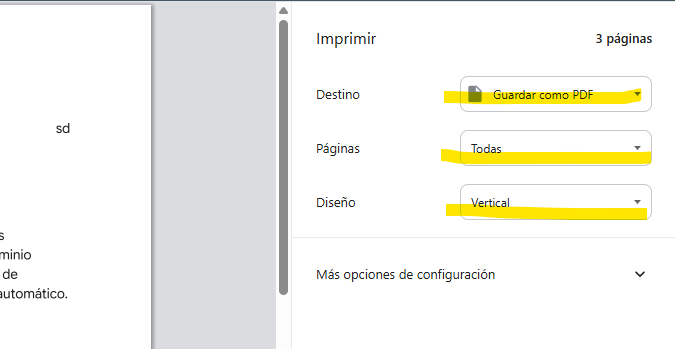 Imprimir
3 páginas
Destino
Guardar como PDF
Páginas
Todas
Diseño
Vertical
Más opciones de configuración
sd
s
minio
de
automático.